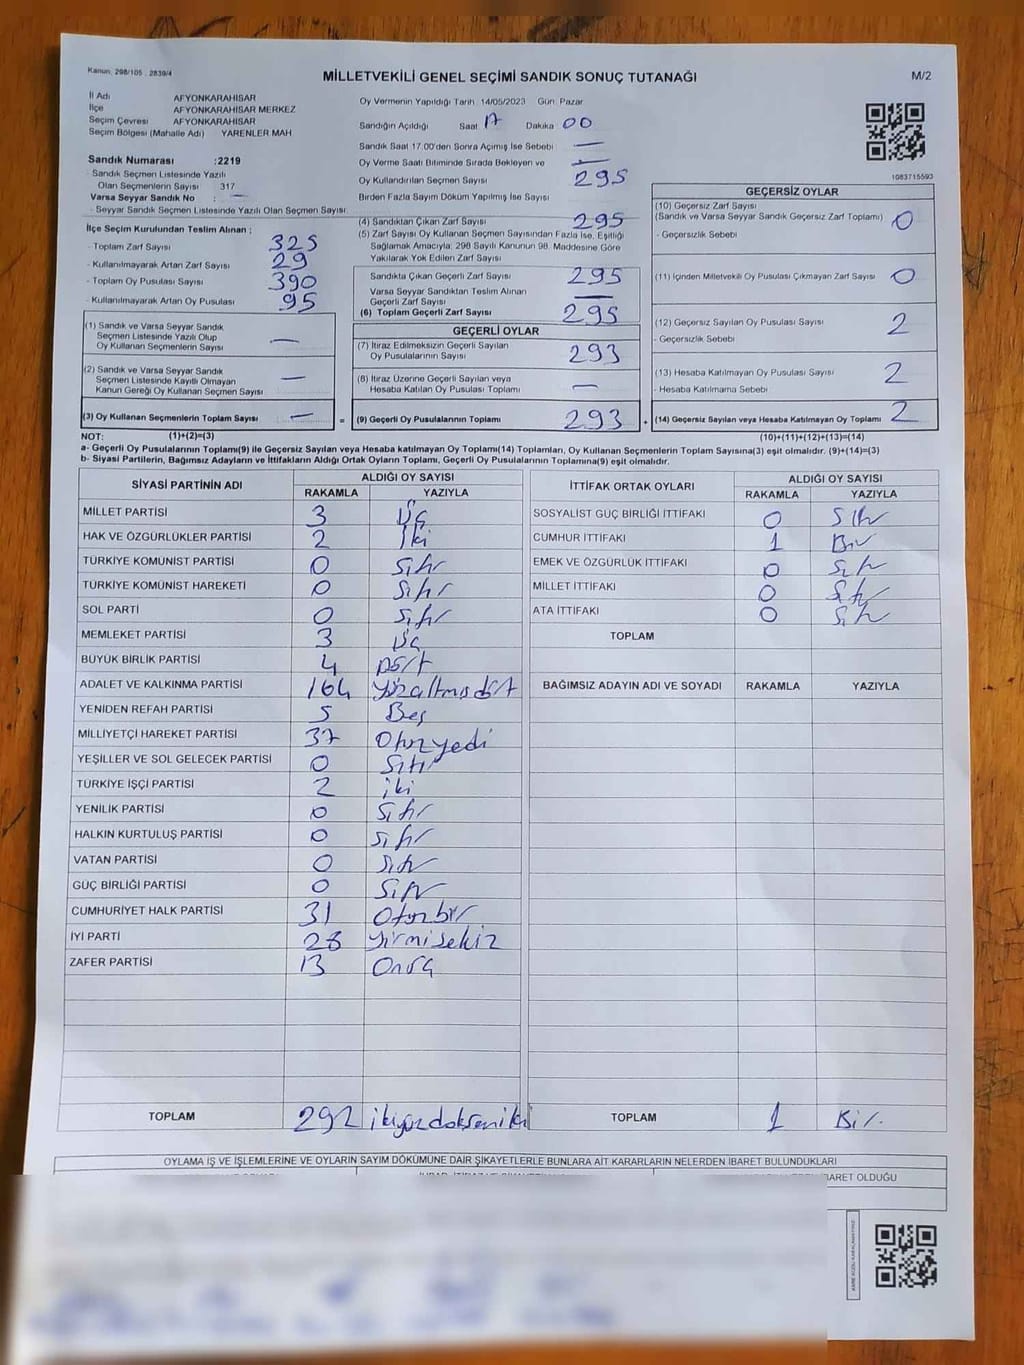 Kanun, 298/105 , 2839/4
MİLLETVEKİLİ GENEL SEÇİMİ SANDIK SONUÇ TUTANAĞI
M/2
İl Adı AFYONKARAHİSAR
İlçe AFYONKARAHİSAR MERKEZ
Seçim Çevresi AFYONKARAHİSAR
Seçim Bölgesi (Mahalle Adı) YARENLER MAH
Sandık Numarası :2219
- Sandık Seçmen Listesinde Yazılı
Olan Seçmenlerin Sayısı 317
Varsa Seyyar Sandık No : —
- Seyyar Sandık Seçmen Listesinde Yazılı Olan Seçmen Sayısı:
İlçe Seçim Kurulundan Teslim Alınan ;
- Toplam Zarf Sayısı 325
- Kullanılmayarak Artan Zarf Sayısı 29
- Toplam Oy Pusulası Sayısı 390
- Kullanılmayarak Artan Oy Pusulası 95
(1) Sandık ve Varsa Seyyar Sandık
Seçmen Listesinde Yazılı Olup
Oy Kullanan Seçmenlerin Sayısı —
(2) Sandık ve Varsa Seyyar Sandık
Seçmen Listesinde Kayıtlı Olmayan
Kanun Gereği Oy Kullanan Seçmen Sayısı —
(3) Oy Kullanan Seçmenlerin Toplam Sayısı — =
Oy Vermenin Yapıldığı Tarih: 14/05/2023 Gün: Pazar
Sandığın Açıldığı Saat 17 Dakika 00
Sandık Saat 17.00'den Sonra Açımış İse Sebebi —
Oy Verme Saati Bitiminde Sırada Bekleyen ve —
Oy Kullandırılan Seçmen Sayısı 295
Birden Fazla Sayım Döküm Yapılmış İse Sayısı
(4) Sandıktan Çıkan Zarf Sayısı 295
(5) Zarf Sayısı Oy Kullanan Seçmen Sayısından Fazla İse, Eşitliği
Sağlamak Amacıyla; 298 Sayılı Kanunun 98. Maddesine Göre
Yakılarak Yok Edilen Zarf Sayısı
Sandıkta Çıkan Geçerli Zarf Sayısı 295
Varsa Seyyar Sandıktan Teslim Alınan
Geçerli Zarf Sayısı —
(6) Toplam Geçerli Zarf Sayısı 295
GEÇERLİ OYLAR
(7) İtiraz Edilmeksizin Geçerli Sayılan
Oy Pusulalarının Sayısı 293
(8) İtiraz Üzerine Geçerli Sayılan veya
Hesaba Katılan Oy Pusulası Toplamı —
(9) Geçerli Oy Pusulalarının Toplamı 293 +
1083715593
GEÇERSİZ OYLAR
(10) Geçersiz Zarf Sayısı
(Sandık ve Varsa Seyyar Sandık Geçersiz Zarf Toplamı) 0
- Geçersizlik Sebebi
(11) İçinden Milletvekili Oy Pusulası Çıkmayan Zarf Sayısı 0
(12) Geçersiz Sayılan Oy Pusulası Sayısı 2
- Geçersizlik Sebebi
(13) Hesaba Katılmayan Oy Pusulası Sayısı 2
- Hesaba Katılmama Sebebi
(14) Geçersiz Sayılan veya Hesaba Katılmayan Oy Toplamı 2
NOT: (1)+(2)=(3) (10)+(11)+(12)+(13)=(14)
a- Geçerli Oy Pusulalarının Toplamı(9) ile Geçersiz Sayılan veya Hesaba Katılmayan Oy Toplamı(14) Toplamları, Oy Kullanan Seçmenlerin Toplam Sayısına(3) eşit olmalıdır. (9)+(14)=(3)
b- Siyasi Partilerin, Bağımsız Adayların ve İttifakların Aldığı Ortak Oyların Toplamı, Geçerli Oy Pusulalarının Toplamına(9) eşit olmalıdır.
SİYASİ PARTİNİN ADI ALDIĞI OY SAYISI
RAKAMLA YAZIYLA
MİLLET PARTİSİ 3 Üç
HAK VE ÖZGÜRLÜKLER PARTİSİ 2 İki
TÜRKİYE KOMUNİST PARTİSİ 0 Sıfır
TÜRKİYE KOMÜNİST HAREKETİ 0 Sıfır
SOL PARTİ 0 Sıfır
MEMLEKET PARTİSİ 3 Üç
BÜYÜK BİRLİK PARTİSİ 4 Dört
ADALET VE KALKINMA PARTİSİ 164 Yüzaltmışdört
YENİDEN REFAH PARTİSİ 5 Beş
MİLLİYETÇİ HAREKET PARTİSİ 37 Otuzyedi
YEŞİLLER VE SOL GELECEK PARTİSİ 0 Sıfır
TÜRKİYE İŞÇİ PARTİSİ 2 iki
YENİLİK PARTİSİ 0 Sıfır
HALKIN KURTULUŞ PARTİSİ 0 Sıfır
VATAN PARTİSİ 0 Sıfır
GÜÇ BİRLİĞİ PARTİSİ 0 Sıfır
CUMHURİYET HALK PARTİSİ 31 Otuzbir
İYİ PARTİ 28 Yirmisekiz
ZAFER PARTİSİ 13 Onüç
TOPLAM 292 ikiyüzdoksaniki
İTTİFAK ORTAK OYLARI ALDIĞI OY SAYISI
RAKAMLA YAZIYLA
SOSYALİST GÜÇ BİRLİĞİ İTTİFAKI 0 Sıfır
CUMHUR İTTİFAKI 1 Bir
EMEK VE ÖZGÜRLÜK İTTİFAKI 0 Sıfır
MİLLET İTTİFAKI 0 Sıfır
ATA İTTİFAKI 0 Sıfır
TOPLAM
BAĞIMSIZ ADAYIN ADI VE SOYADI RAKAMLA YAZIYLA
TOPLAM 1 Bir
OYLAMA İŞ VE İŞLEMLERİNE VE OYLARIN SAYIM DÖKÜMÜNE DAİR ŞİKAYETLERLE BUNLARA AİT KARARLARIN NELERDEN İBARET BULUNDUKLARI
İBARET OLDUĞU